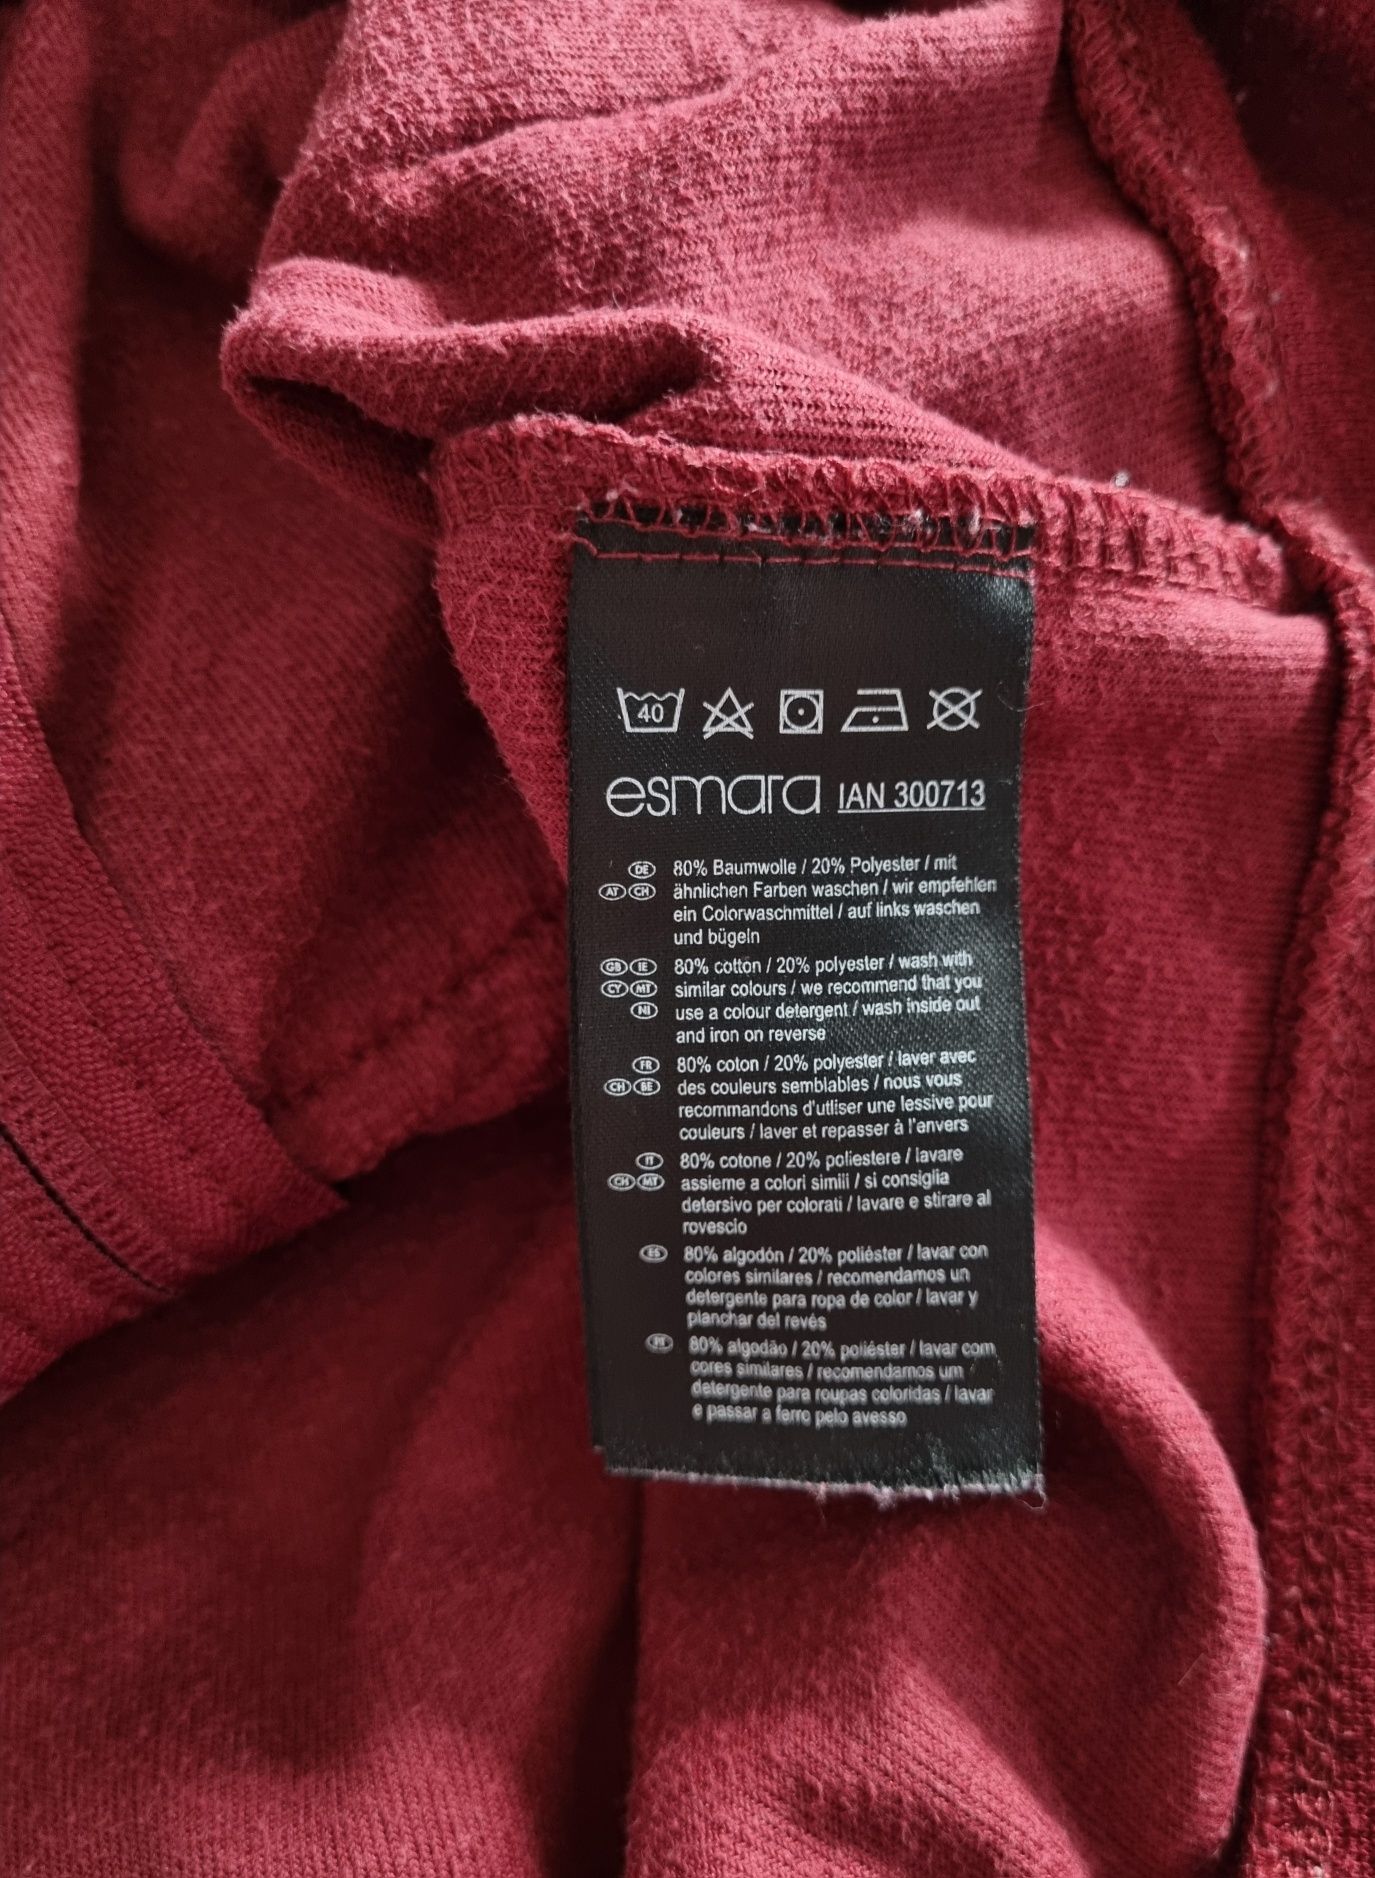 40
esmara IAN 300713
DE 80% Baumwolle / 20% Polyester / mit
AT CH ähnlichen Farben waschen / wir empfehlen
ein Colorwaschmittel / auf links waschen
und bügeln
GB IE 80% cotton / 20% polyester / wash with
CY MT similar colours / we recommend that you
NI use a colour detergent / wash inside out
and iron on reverse
FR 80% coton / 20% polyester / laver avec
CH BE des couleurs semblables / nous vous
recommandons d'utliser une lessive pour
couleurs / laver et repasser à l'envers
IT 80% cotone / 20% poliestere / lavare
CH MT assieme a colori simili / si consiglia
detersivo per colorati / lavare e stirare al
rovescio
ES 80% algodón / 20% poliéster / lavar con
colores similares / recomendamos un
detergente para ropa de color / lavar y
planchar del revés
80% algodão / 20% poliéster / lavar com
cores similares / recomendamos um
detergente para roupas coloridas / lavar
e passar a ferro pelo avesso